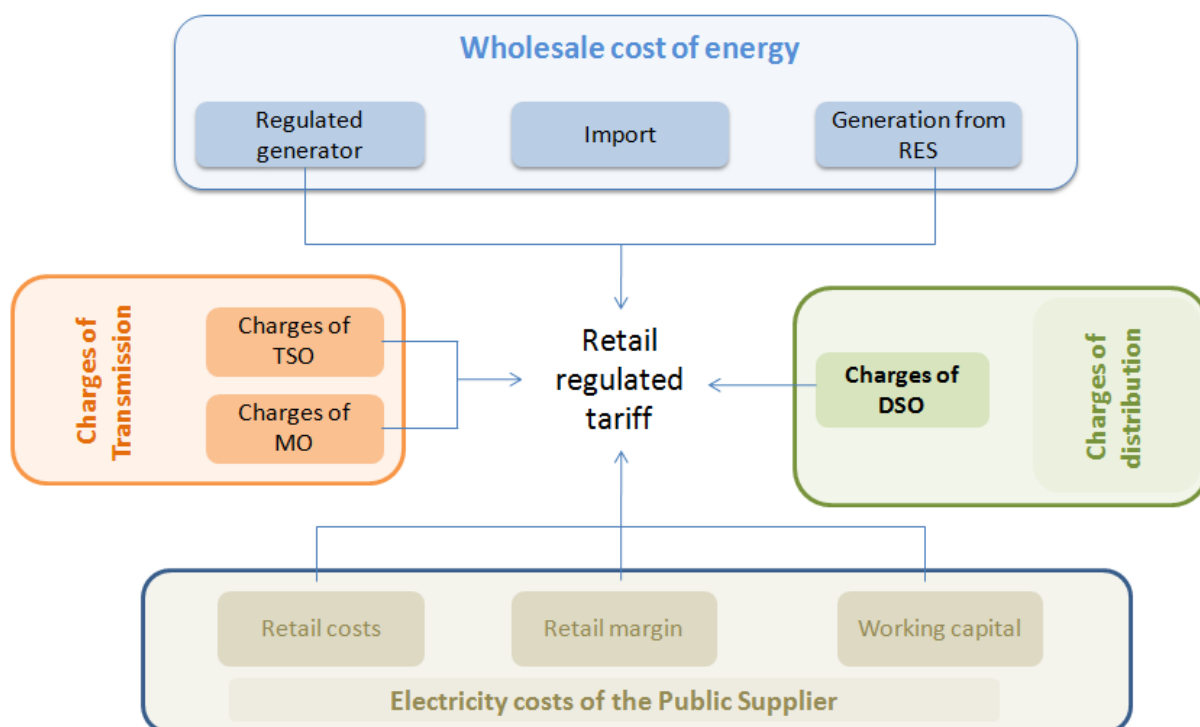 Wholesale cost of energy
Regulated
generator
Import
Generation from
RES
Charges of
Transmission
Charges of
TSO
Charges of
MO
Retail
regulated
tariff
Charges of
DSO
Charges of
distribution
Retail costs
Retail margin
Working capital
Electricity costs of the Public Supplier